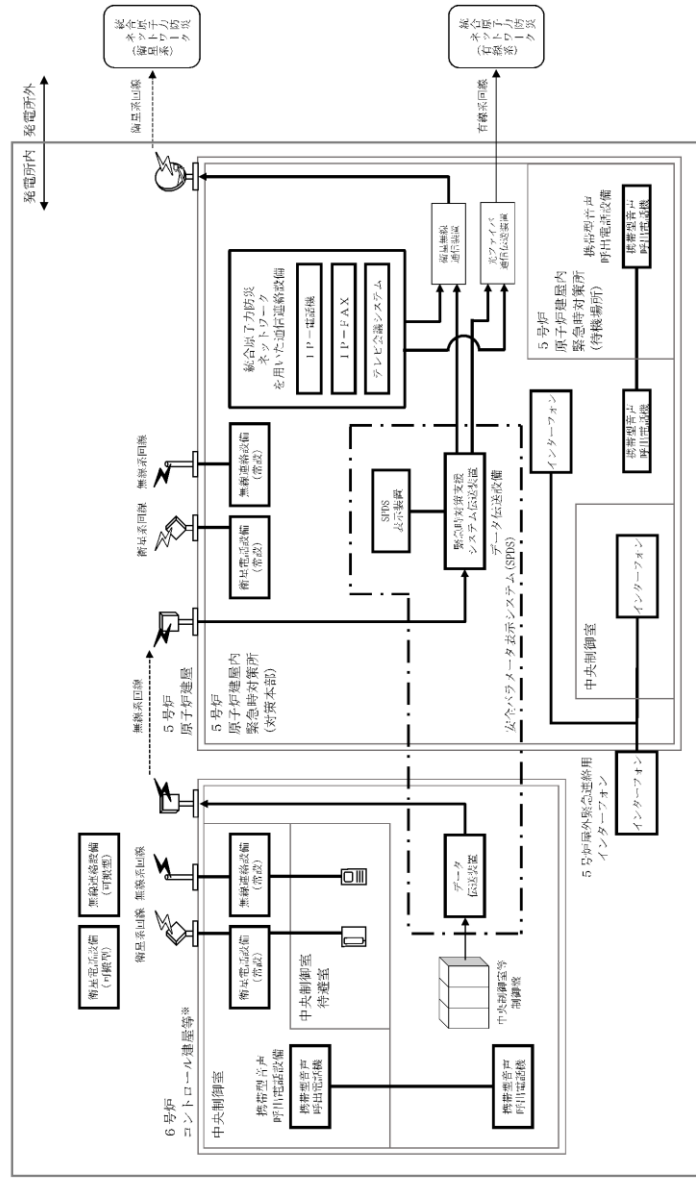 発電所内
発電所外
統合原子力防災
ネットワーク
(衛星系)
統合原子力防災
ネットワーク
(有線系)
衛星系回線
有線系回線
無線連絡設備
(可搬型)
衛星電話設備
(可搬型)
無線系回線
衛星系回線
無線系回線
6号炉
コントロール建屋等※
中央制御室
衛星電話設備
(常設)
無線連絡設備
(常設)
中央制御室
待避室
携帯型音声
呼出電話設備
携帯型音声
呼出電話機
携帯型音声
呼出電話機
中央制御室等
制御盤
データ
伝送装置
5号炉
原子炉建屋
5号炉
原子炉建屋内
緊急時対策所
(対策本部)
衛星系回線
無線系回線
衛星電話設備
(常設)
無線連絡設備
(常設)
統合原子力防災
ネットワーク
を用いた通信連絡設備
IP-電話機
IP-FAX
テレビ会議システム
衛星無線
通信装置
光ファイバ
通信伝送装置
SPDS
表示装置
緊急時対策支援
システム伝送装置
データ伝送設備
安全パラメータ表示システム(SPDS)
5号炉屋外緊急連絡用
インターフォン
インターフォン
中央制御室
インターフォン
インターフォン
5号炉
原子炉建屋内
緊急時対策所
(待機場所)
携帯型音声
呼出電話設備
携帯型音声
呼出電話機
携帯型音声
呼出電話機